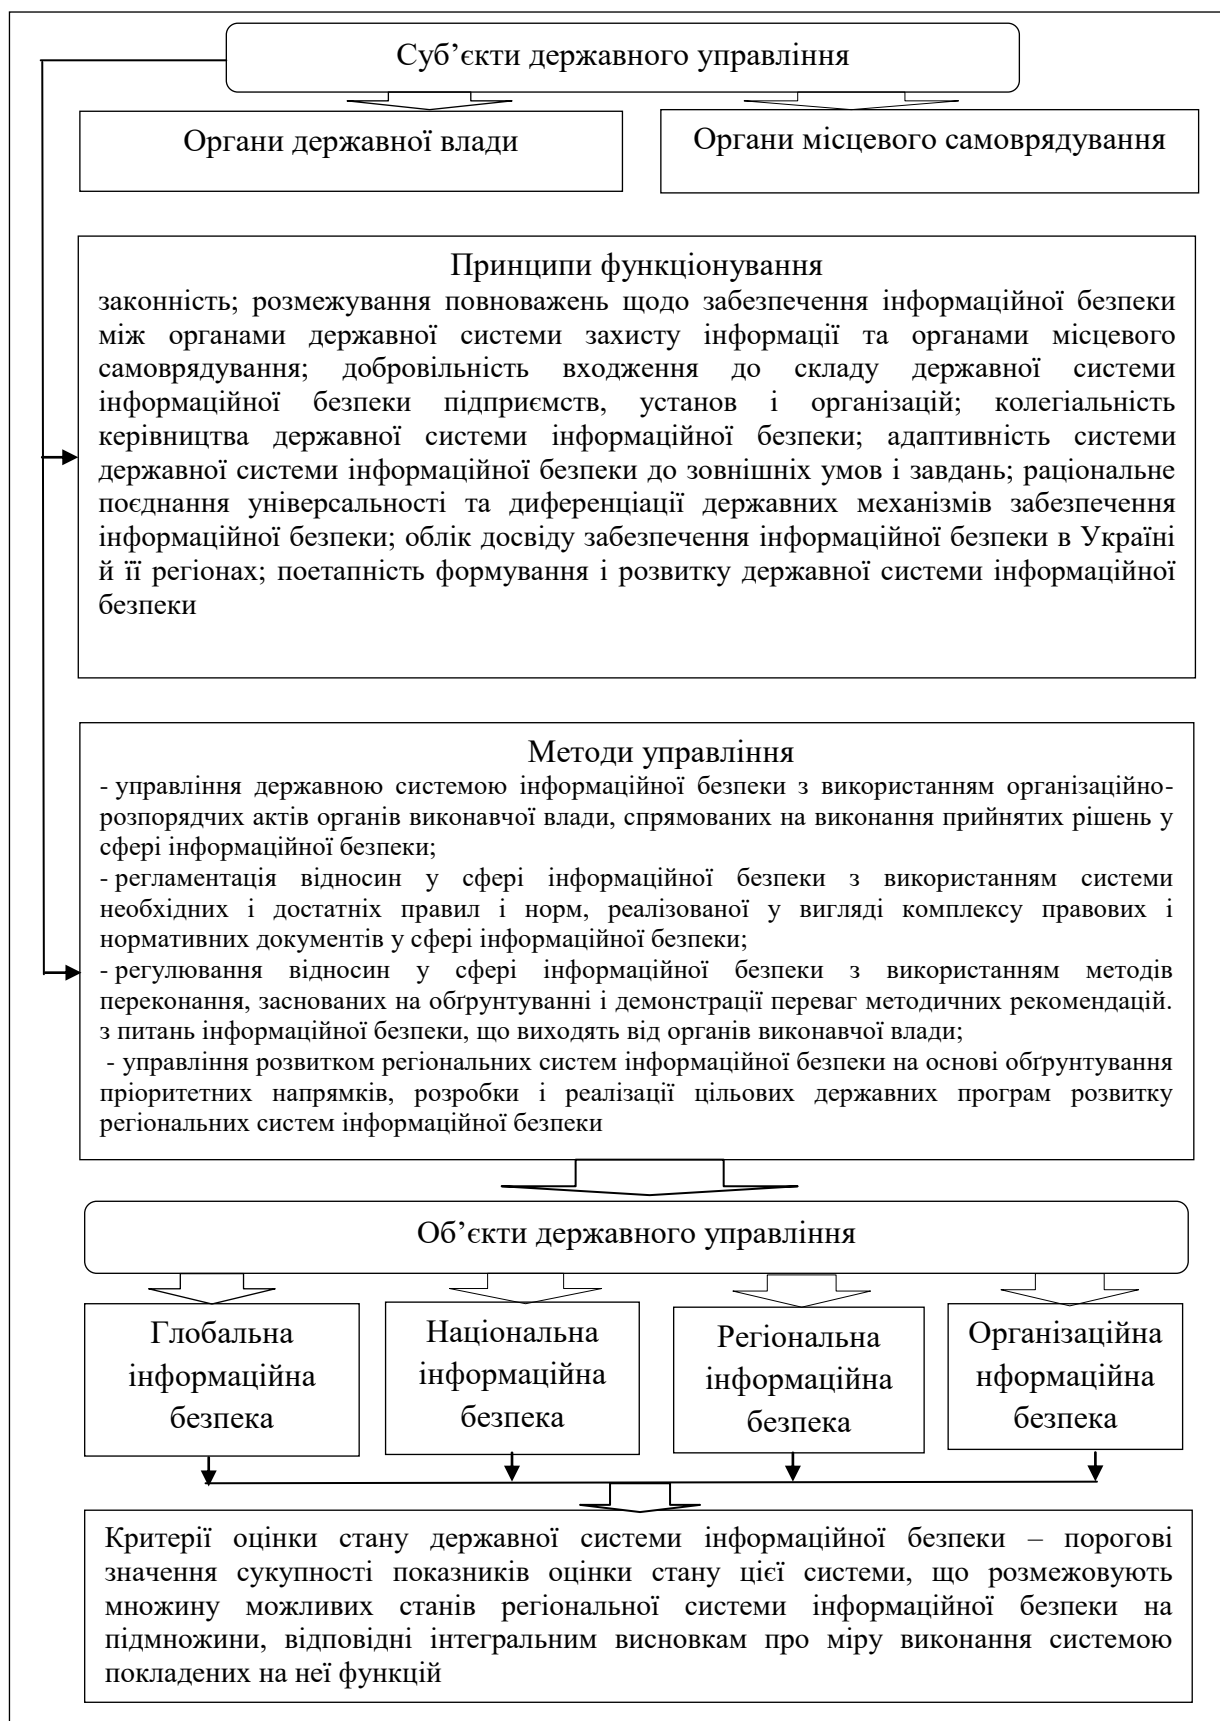 Суб’єкти державного управління
Органи державної влади
Органи місцевого самоврядування
Принципи функціонування
законність; розмежування повноважень щодо забезпечення інформаційної безпеки
між органами державної системи захисту інформації та органами місцевого
самоврядування; добровільність входження до складу державної системи
інформаційної безпеки підприємств, установ і організацій; колегіальність
керівництва державної системи інформаційної безпеки; адаптивність системи
державної системи інформаційної безпеки до зовнішніх умов і завдань; раціональне
поєднання універсальності та диференціації державних механізмів забезпечення
інформаційної безпеки; облік досвіду забезпечення інформаційної безпеки в Україні
й її регіонах; поетапність формування і розвитку державної системи інформаційної
безпеки
Методи управління
- управління державною системою інформаційної безпеки з використанням організаційно-
розпорядчих актів органів виконавчої влади, спрямованих на виконання прийнятих рішень у
сфері інформаційної безпеки;
- регламентація відносин у сфері інформаційної безпеки з використанням системи
необхідних і достатніх правил і норм, реалізованої у вигляді комплексу правових і
нормативних документів у сфері інформаційної безпеки;
- регулювання відносин у сфері інформаційної безпеки з використанням методів
переконання, заснованих на обґрунтуванні і демонстрації переваг методичних рекомендацій.
з питань інформаційної безпеки, що виходять від органів виконавчої влади;
- управління розвитком регіональних систем інформаційної безпеки на основі обґрунтування
пріоритетних напрямків, розробки і реалізації цільових державних програм розвитку
регіональних систем інформаційної безпеки
Об’єкти державного управління
Глобальна
інформаційна
безпека
Національна
інформаційна
безпека
Регіональна
інформаційна
безпека
Організаційна
нформаційна
безпека
Критерії оцінки стану державної системи інформаційної безпеки – порогові
значення сукупності показників оцінки стану цієї системи, що розмежовують
множину можливих станів регіональної системи інформаційної безпеки на
підмножини, відповідні інтегральним висновкам про міру виконання системою
покладених на неї функцій